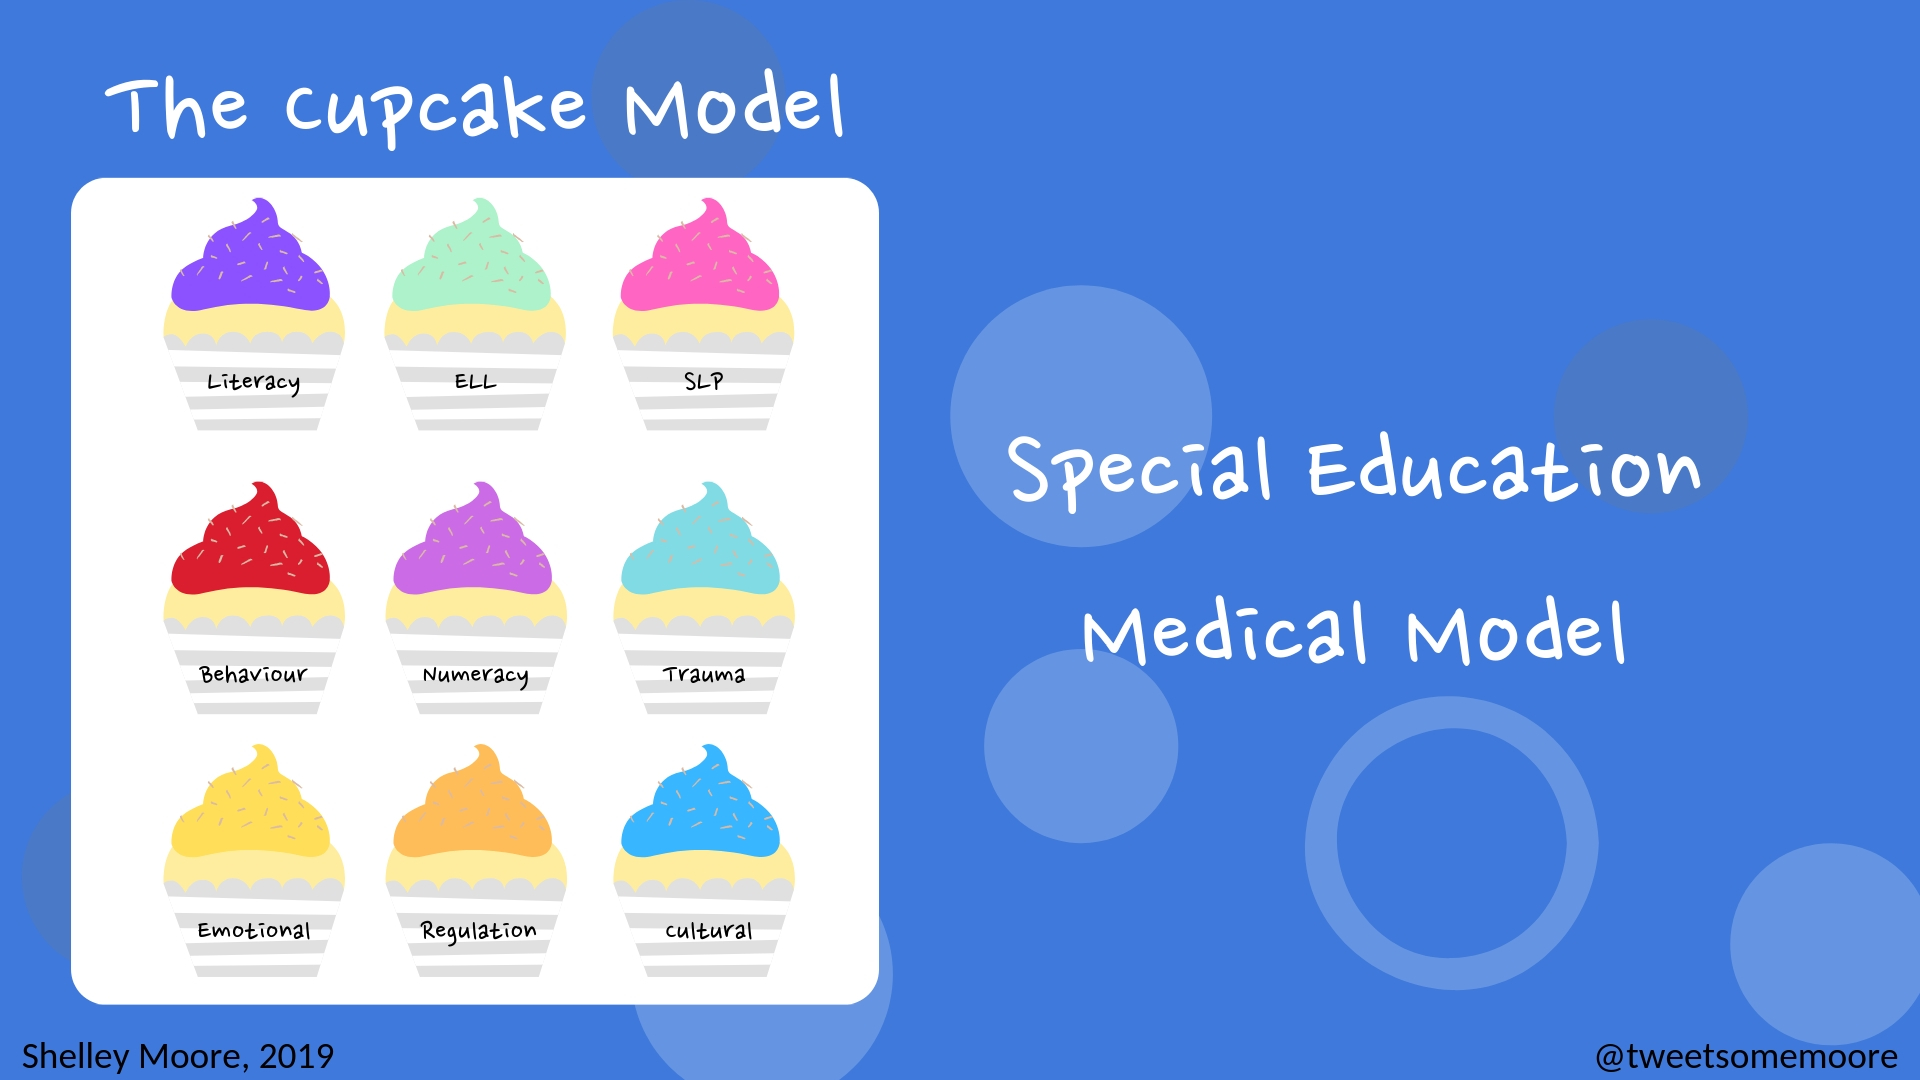 The Cupcake Model
Literacy
ELL
SLP
Behaviour
Numeracy
Trauma
Emotional
Regulation
cultural
Special Education
Medical Model
Shelley Moore, 2019
@tweetsomemoore